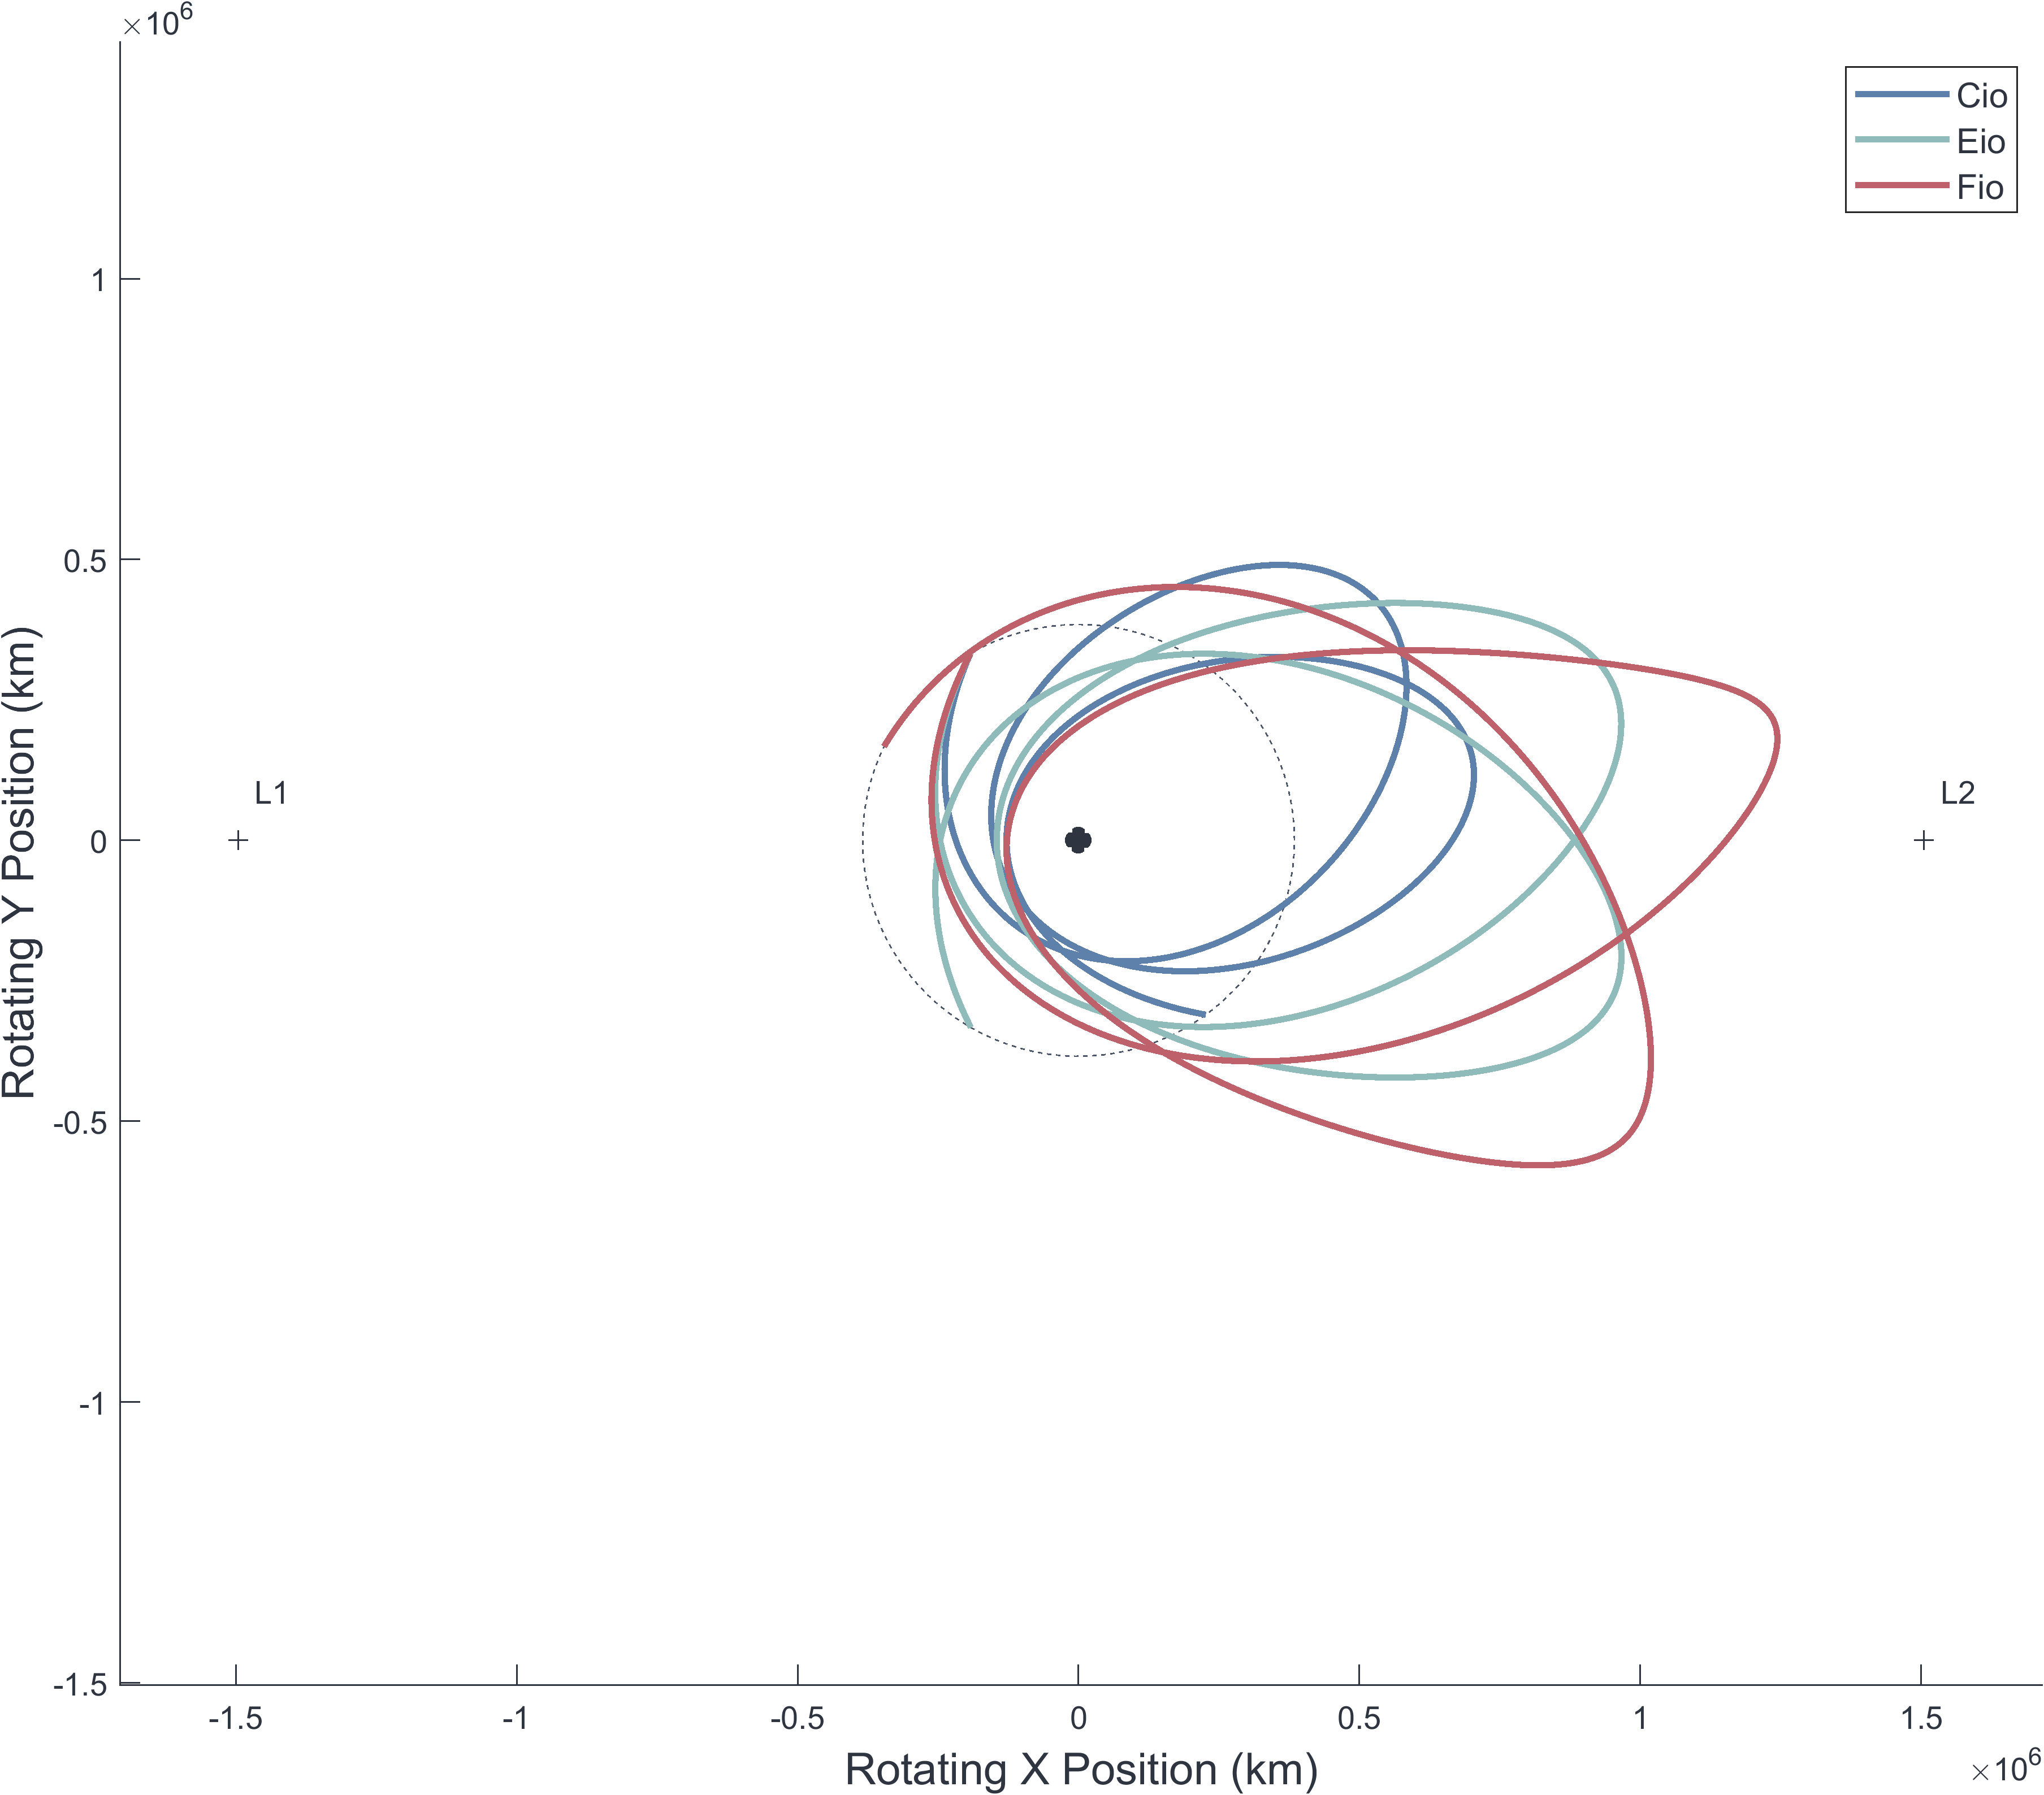 ×10⁶
Cio
Eio
Fio
1
0.5
0
-0.5
-1
-1.5
Rotating Y Position (km)
L1
L2
-1.5
-1
-0.5
0
0.5
1
1.5
Rotating X Position (km)
×10⁶